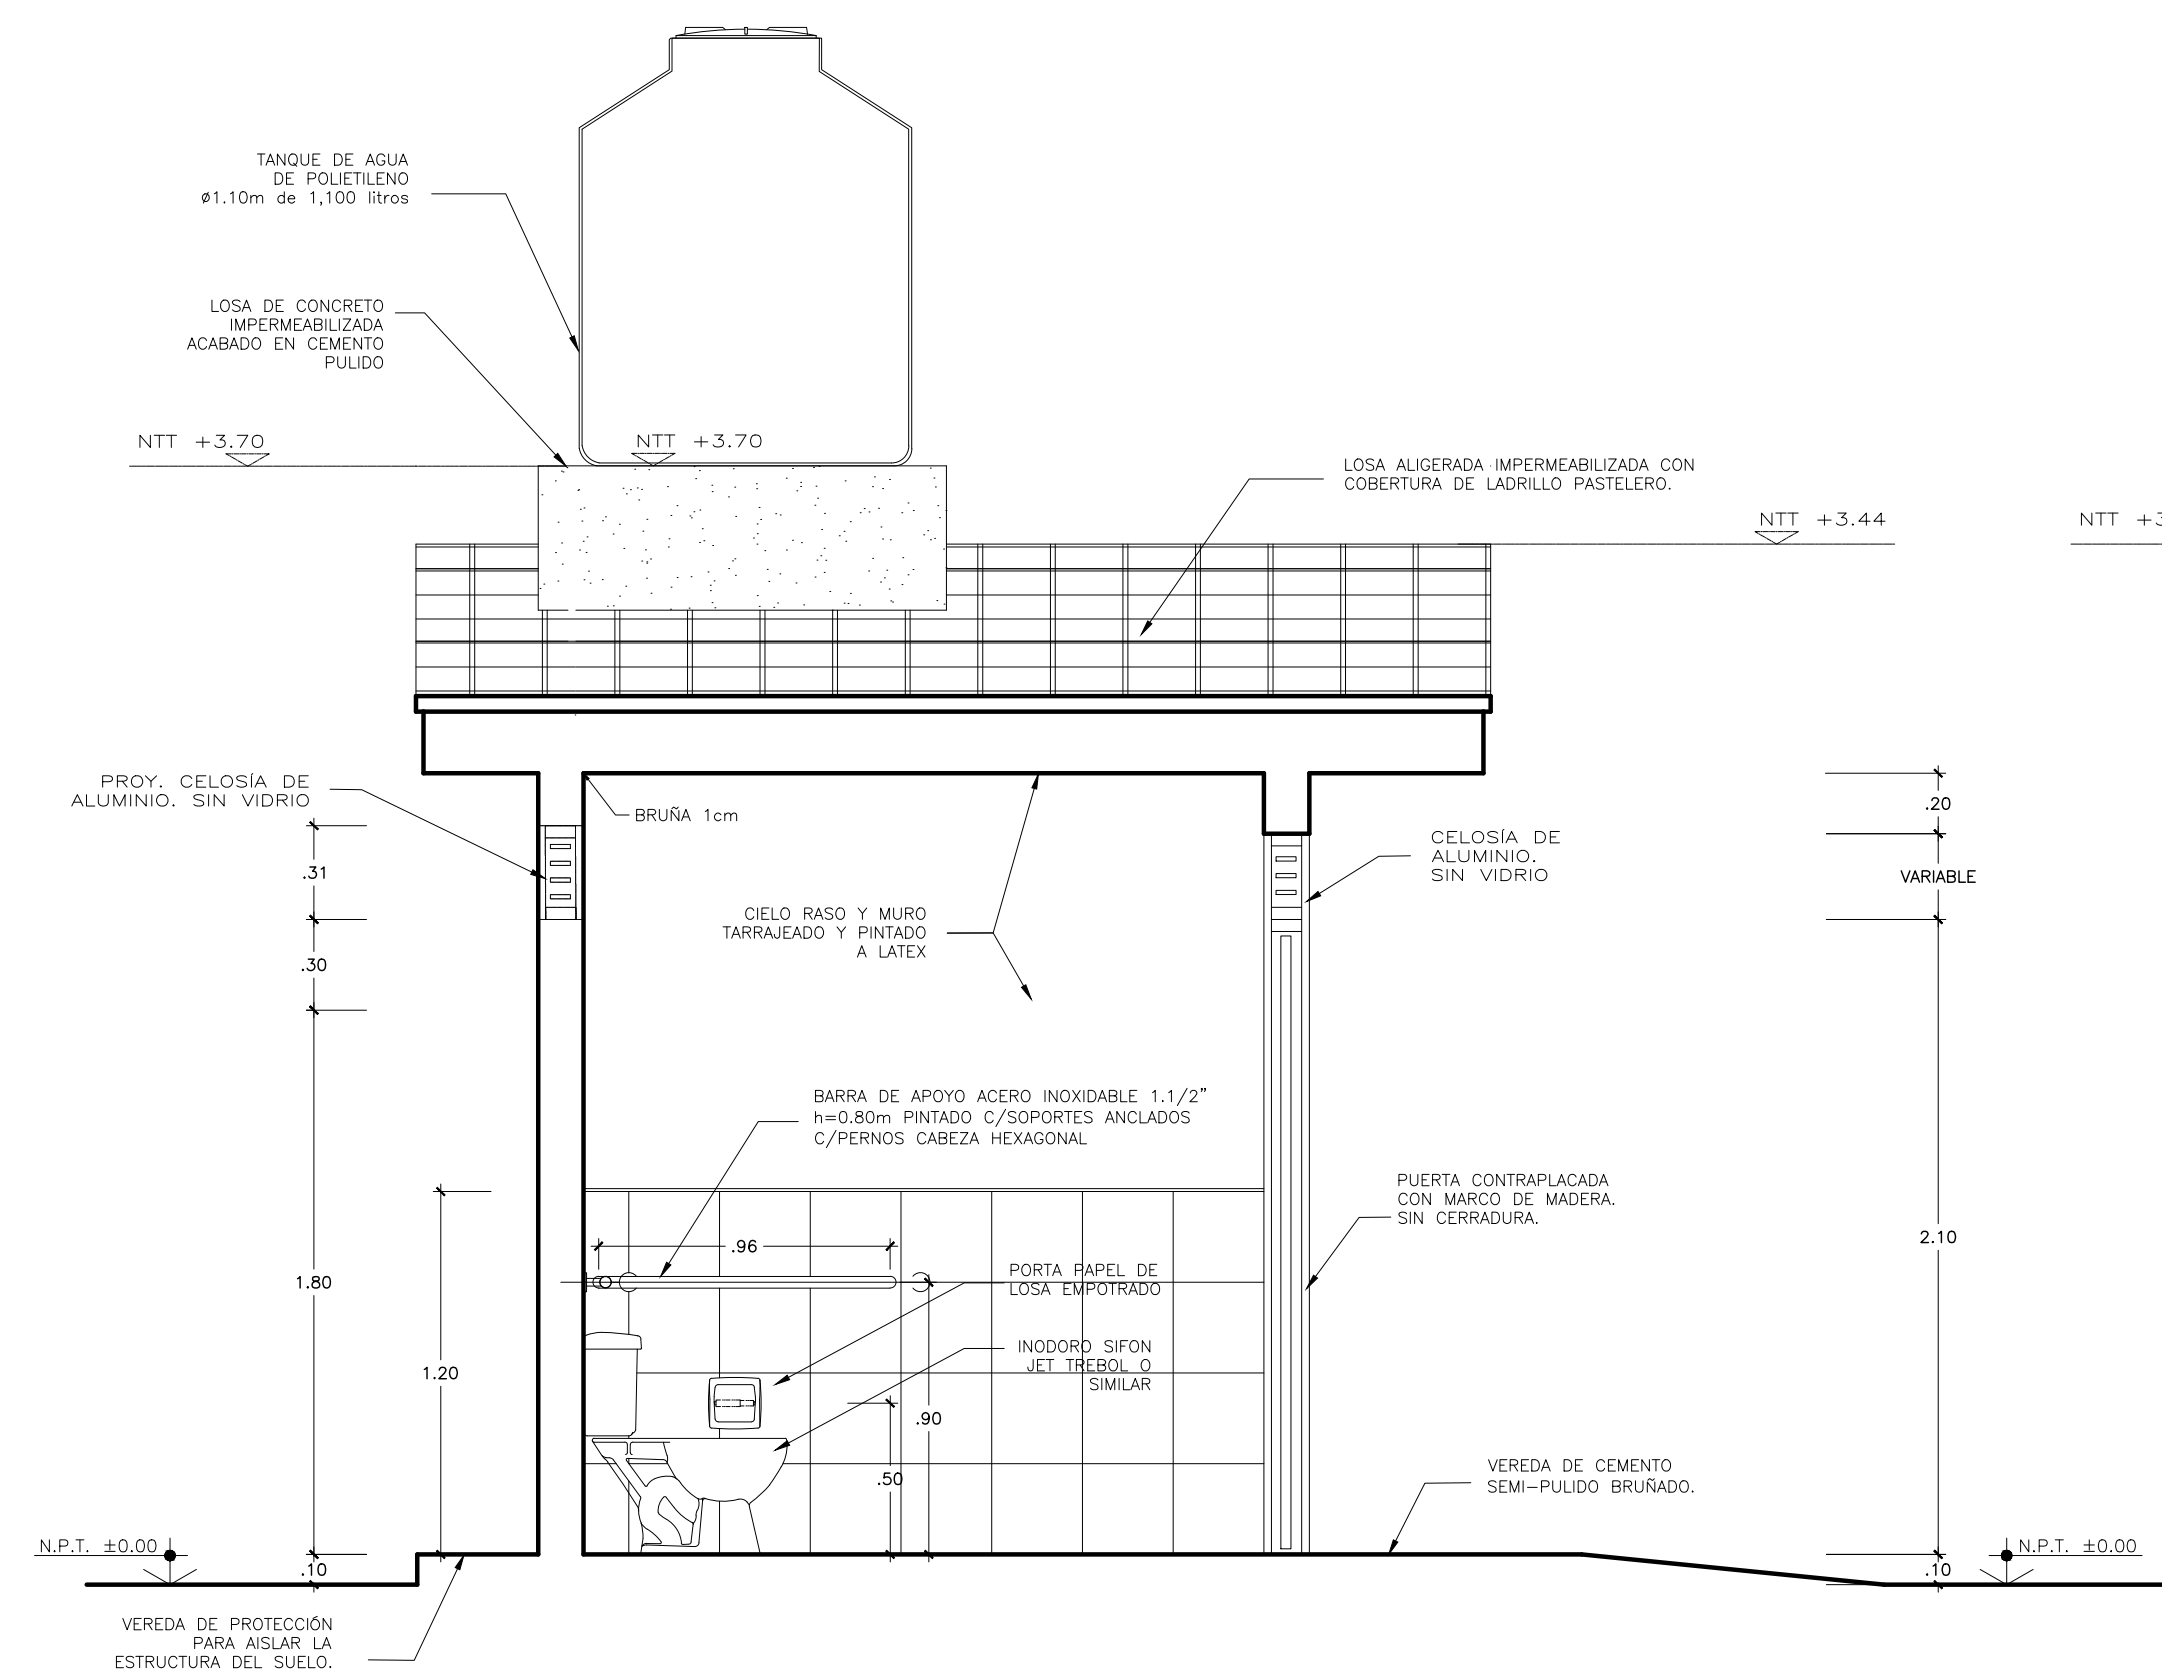 TANQUE DE AGUA
DE POLIETILENO
ø1.10m de 1,100 litros
LOSA DE CONCRETO
IMPERMEABILIZADA
ACABADO EN CEMENTO
PULIDO
NTT +3.70
NTT +3.70
LOSA ALIGERADA IMPERMEABILIZADA CON
COBERTURA DE LADRILLO PASTELERO.
NTT +3.44
NTT +3
PROY. CELOSÍA DE
ALUMINIO. SIN VIDRIO
BRUÑA 1cm
.20
CELOSÍA DE
ALUMINIO.
SIN VIDRIO
.31
VARIABLE
CIELO RASO Y MURO
TARRAJEADO Y PINTADO
A LATEX
.30
BARRA DE APOYO ACERO INOXIDABLE 1.1/2"
h=0.80m PINTADO C/SOPORTES ANCLADOS
C/PERNOS CABEZA HEXAGONAL
PUERTA CONTRAPLACADA
CON MARCO DE MADERA.
SIN CERRADURA.
2.10
.96
1.80
PORTA PAPEL DE
LOSA EMPOTRADO
INODORO SIFON
JET TREBOL O
SIMILAR
1.20
.90
.50
VEREDA DE CEMENTO
SEMI-PULIDO BRUÑADO.
N.P.T. ±0.00
N.P.T. ±0.00
.10
.10
VEREDA DE PROTECCIÓN
PARA AISLAR LA
ESTRUCTURA DEL SUELO.